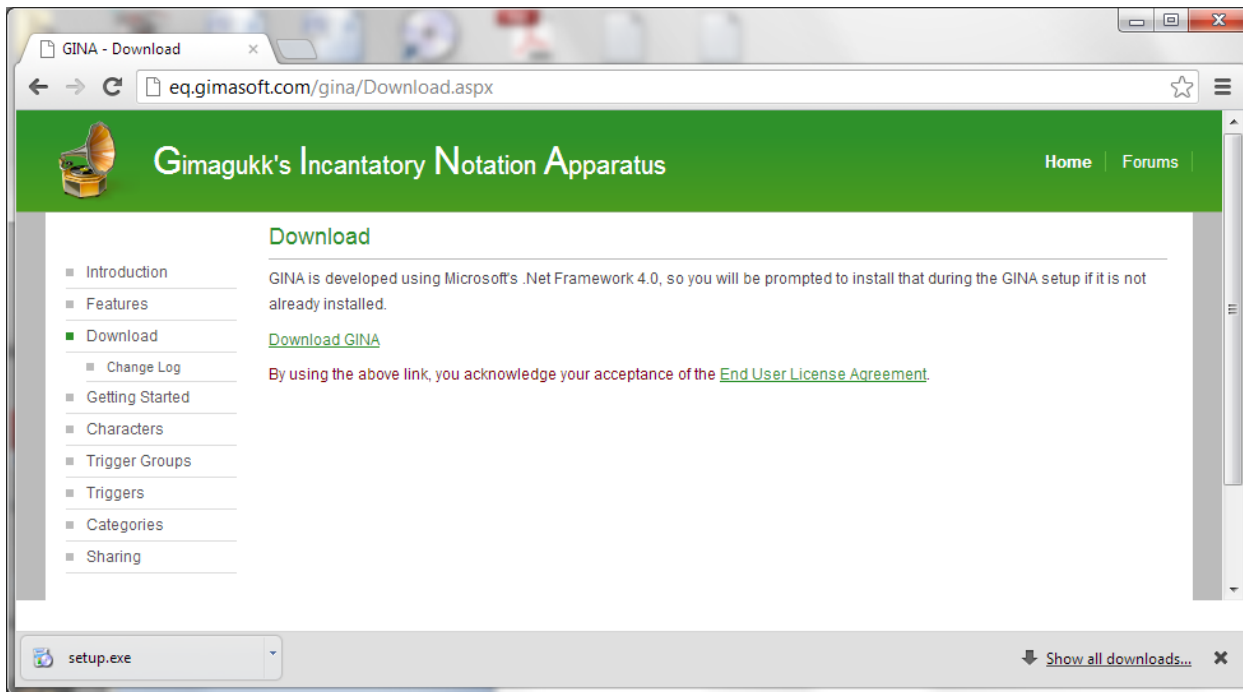 GINA - Download
eq.gimasoft.com/gina/Download.aspx
Gimagukk's Incantatory Notation Apparatus
Home
Forums
Download
GINA is developed using Microsoft's .Net Framework 4.0, so you will be prompted to install that during the GINA setup if it is not
already installed.
Download GINA
By using the above link, you acknowledge your acceptance of the End User License Agreement.
Introduction
Features
Download
Change Log
Getting Started
Characters
Trigger Groups
Triggers
Categories
Sharing
setup.exe
Show all downloads...